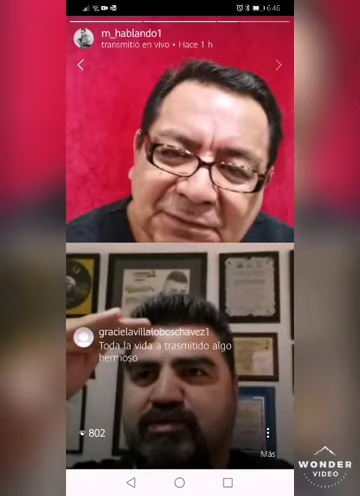 6:46
m_hablando1
transmitió en vivo • Hace 1 h
gracielavillaloboschavez1
Toda la vida a trasmitido algo
hermoso
802
Más
WONDER
VIDEO